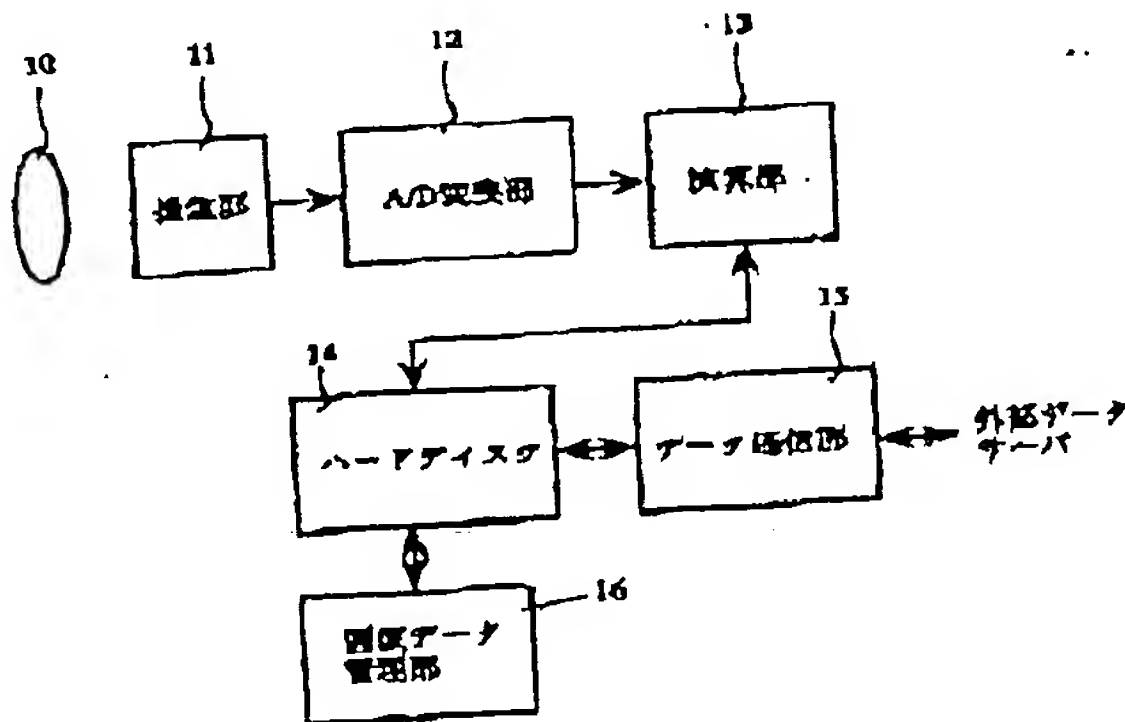 10
11
12
13
撮像部
A/D変換部
演算部
14
15
ハードディスク
データ通信部
外部データ
サーバ
16
画像データ
管理部